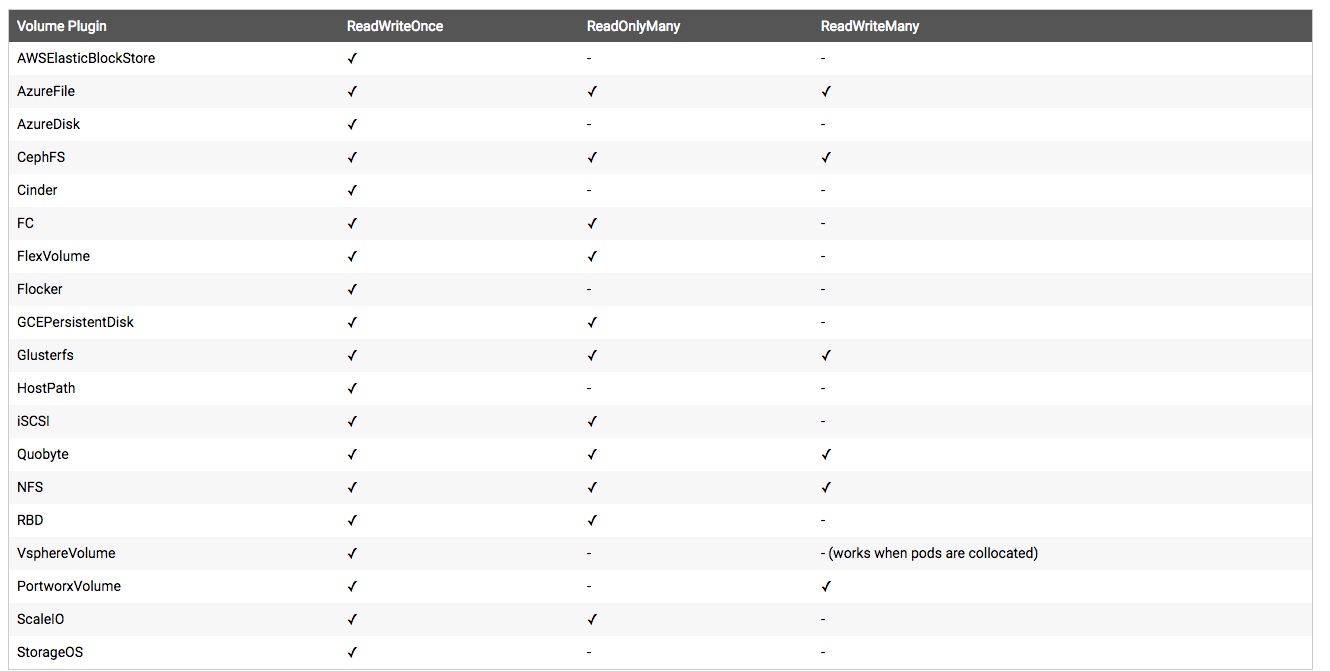 Volume Plugin ReadWriteOnce ReadOnlyMany ReadWriteMany
AWSElasticBlockStore ✓ - -
AzureFile ✓ ✓ ✓
AzureDisk ✓ - -
CephFS ✓ ✓ ✓
Cinder ✓ - -
FC ✓ ✓ -
FlexVolume ✓ ✓ -
Flocker ✓ - -
GCEPersistentDisk ✓ ✓ -
Glusterfs ✓ ✓ ✓
HostPath ✓ - -
iSCSI ✓ ✓ -
Quobyte ✓ ✓ ✓
NFS ✓ ✓ ✓
RBD ✓ ✓ -
VsphereVolume ✓ - - (works when pods are collocated)
PortworxVolume ✓ - ✓
ScaleIO ✓ ✓ -
StorageOS ✓ - -